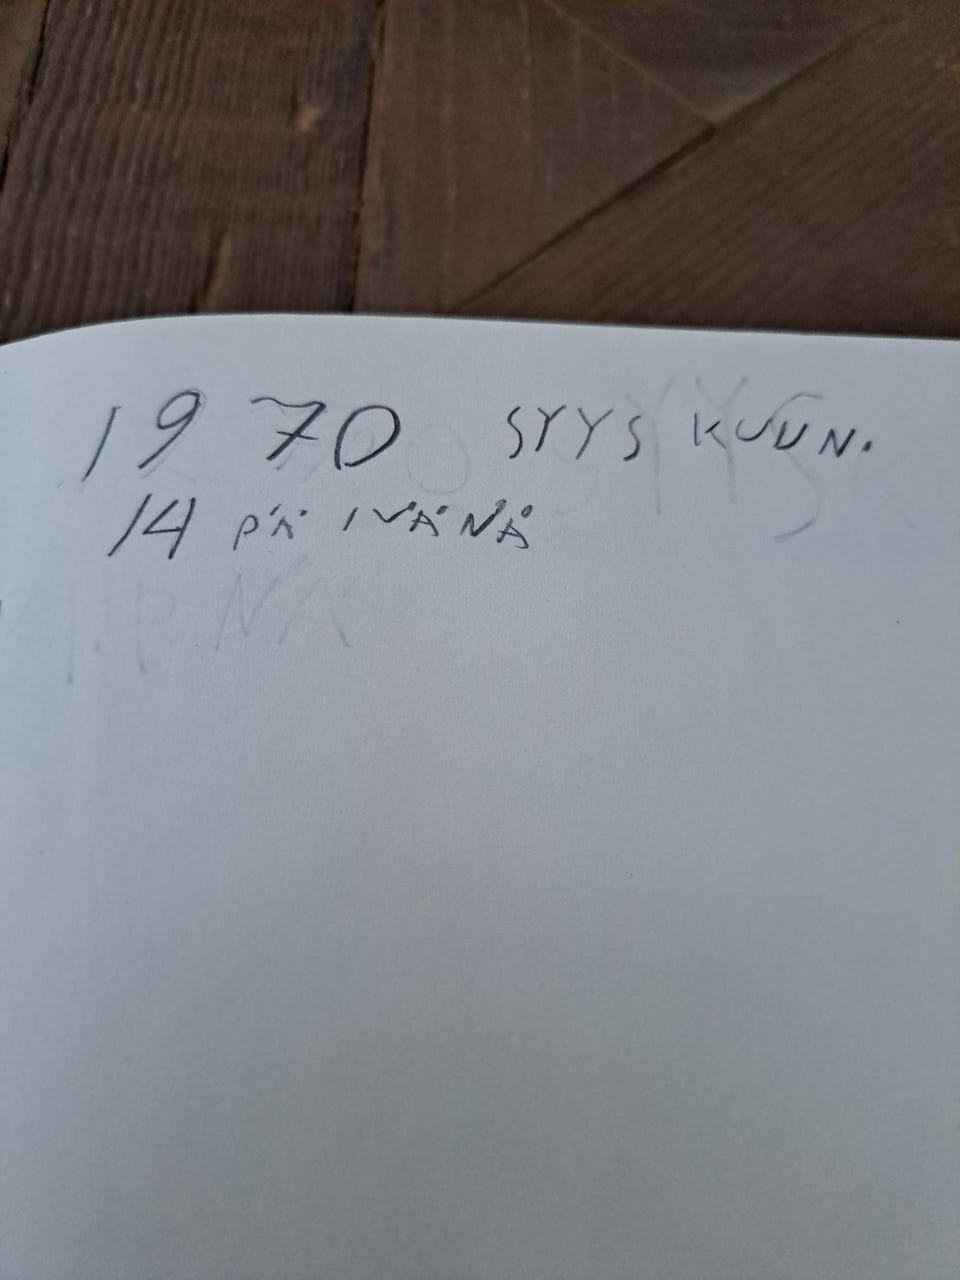 1970 SYYSKUUN.
14 PÄIVÄNÄ